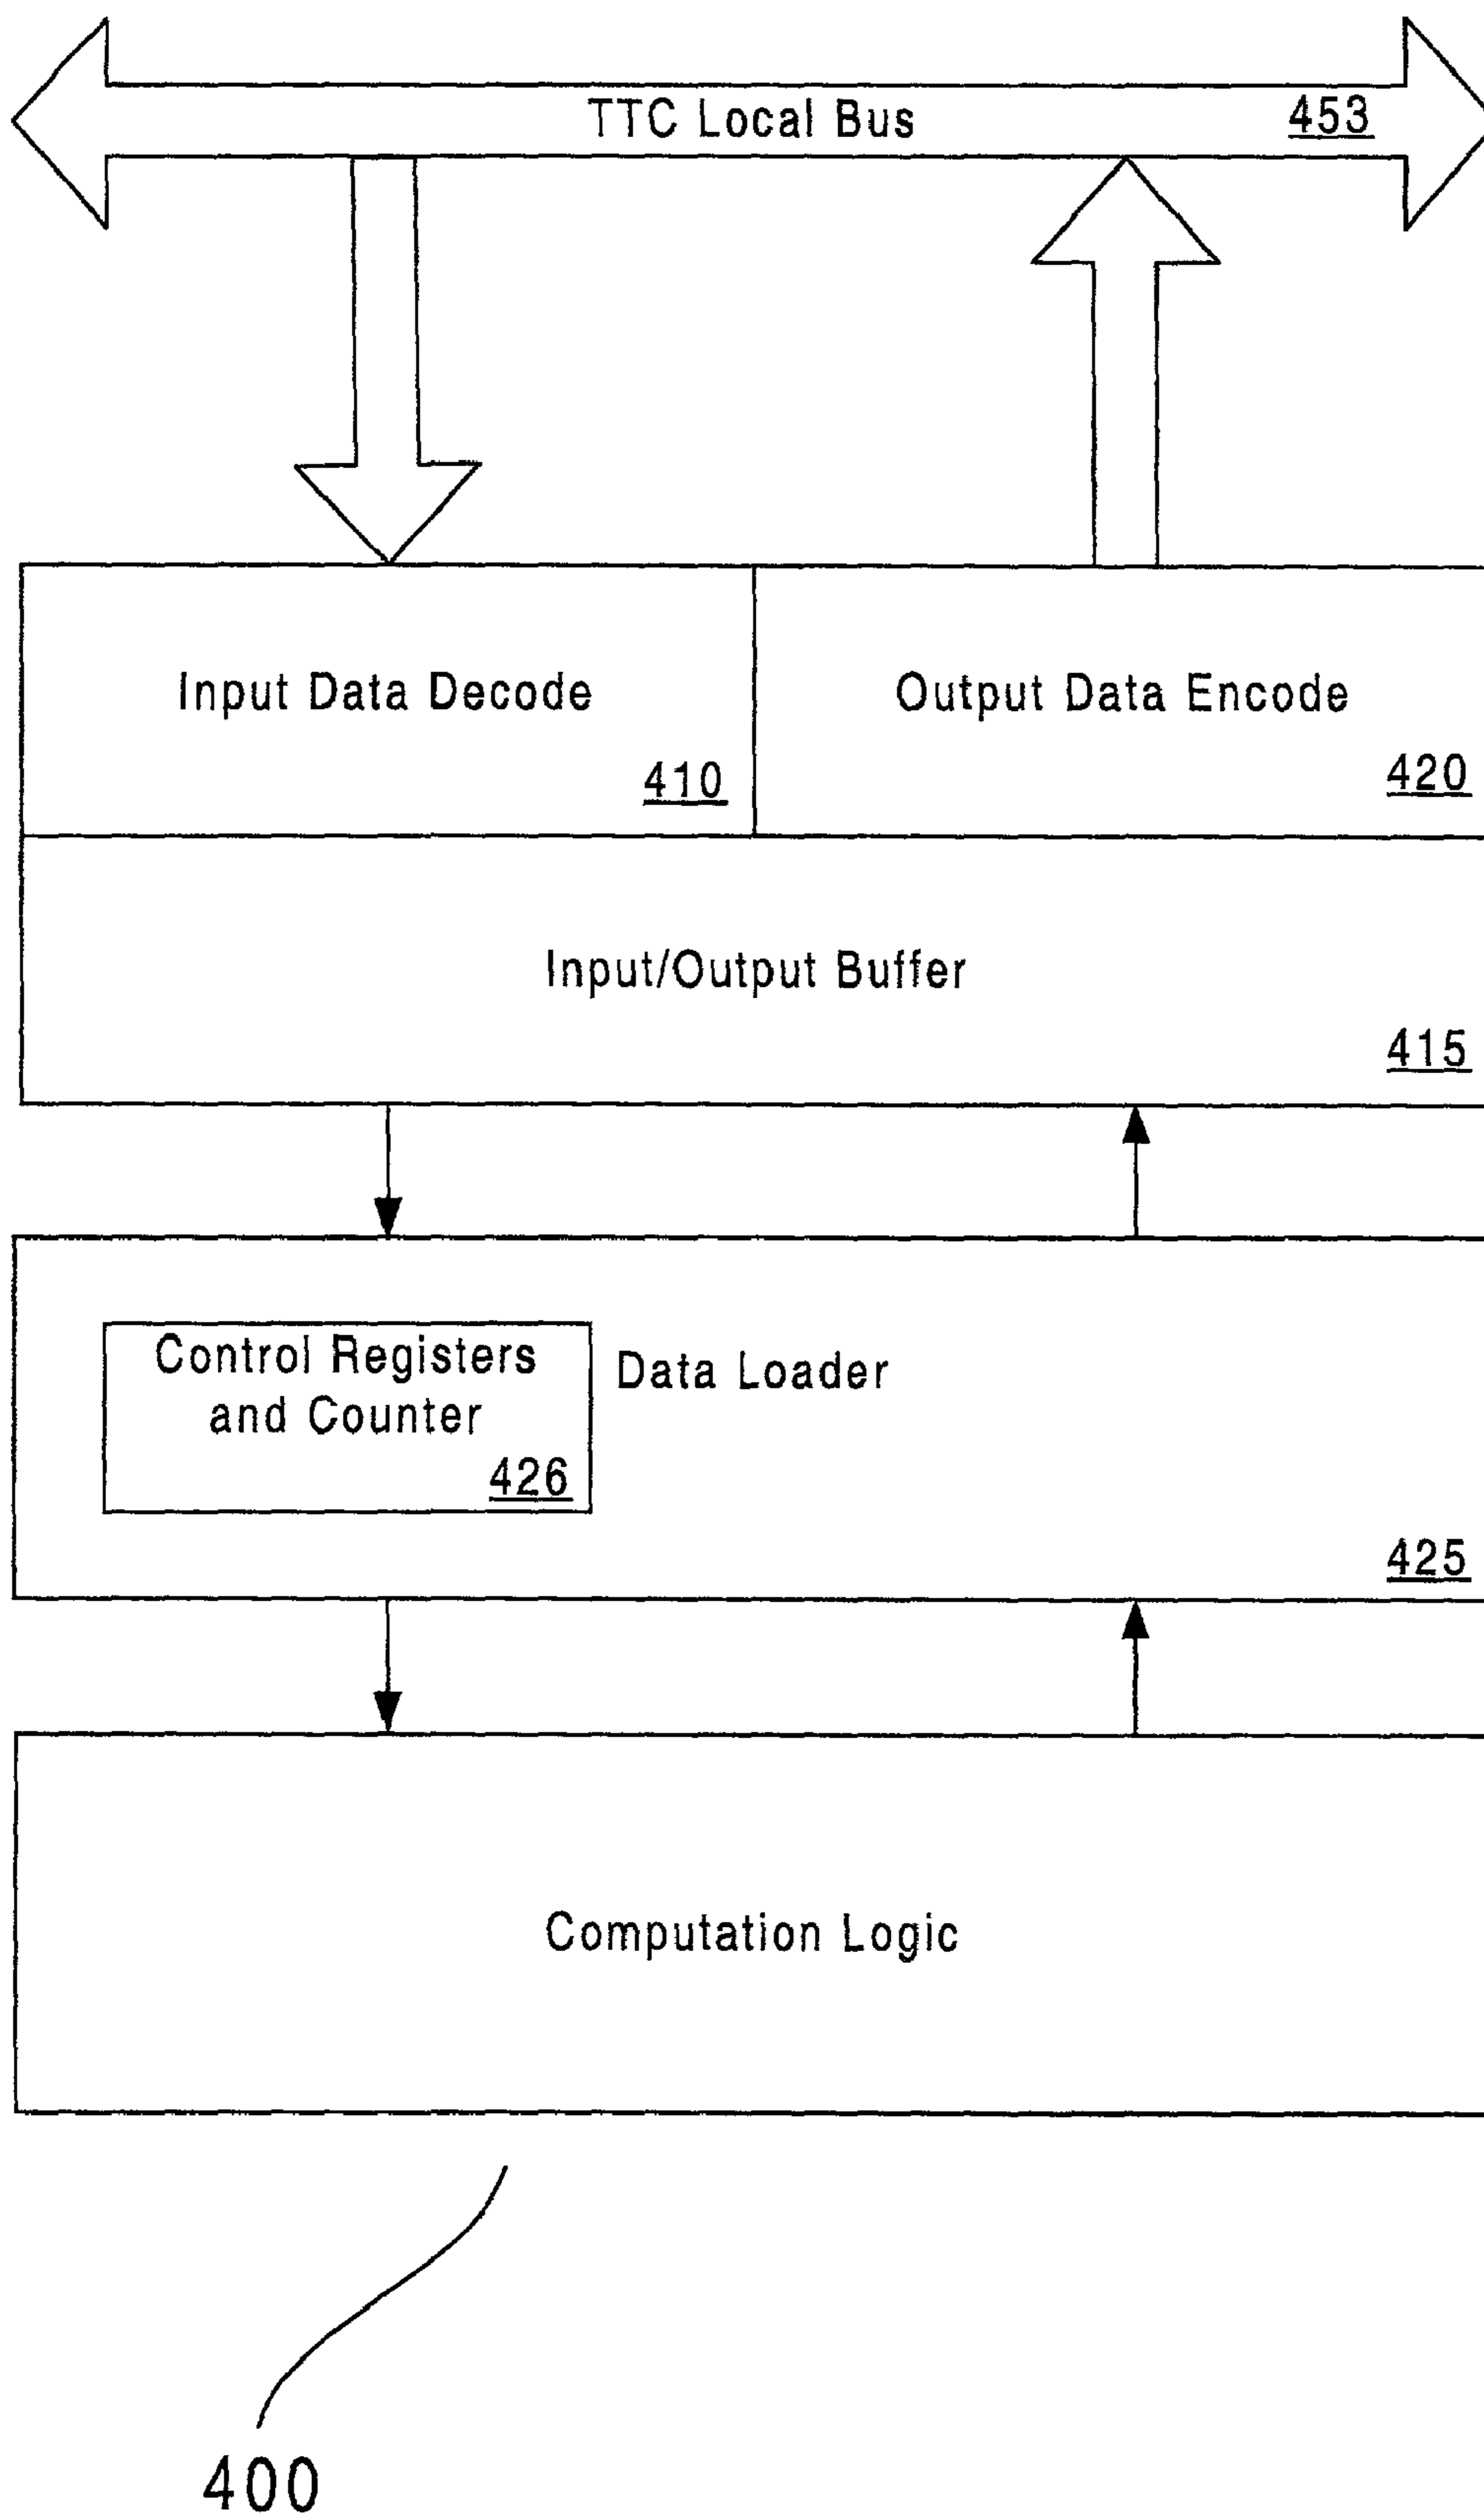 TTC Local Bus 453
Input Data Decode
410
Output Data Encode
420
Input/Output Buffer
415
Control Registers
and Counter
426
Data Loader
425
Computation Logic
400